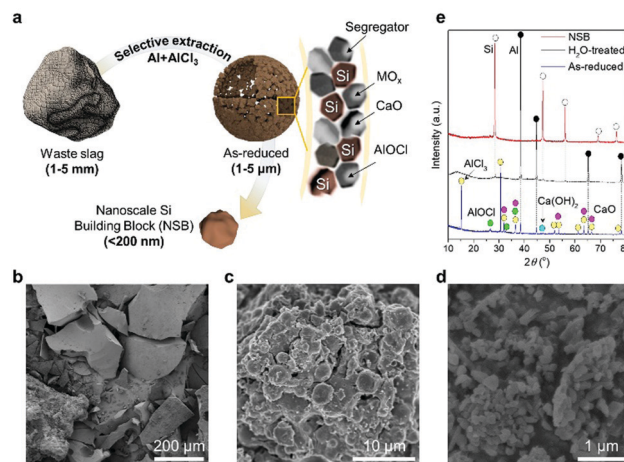 a
Selective extraction
Al+AlCl3
Waste slag
(1-5 mm)
As-reduced
(1-5 µm)
Nanoscale Si
Building Block (NSB)
(<200 nm)
Segregator
MOx
CaO
AlOCl
Si
Si
Si
Si
e
Intensity (a.u.)
NSB
H2O-treated
As-reduced
Si
Al
AlCl3
AlOCl
Ca(OH)2
CaO
10 20 30 40 50 60 70 80
2θ (°)
b
200 µm
c
10 µm
d
1 µm